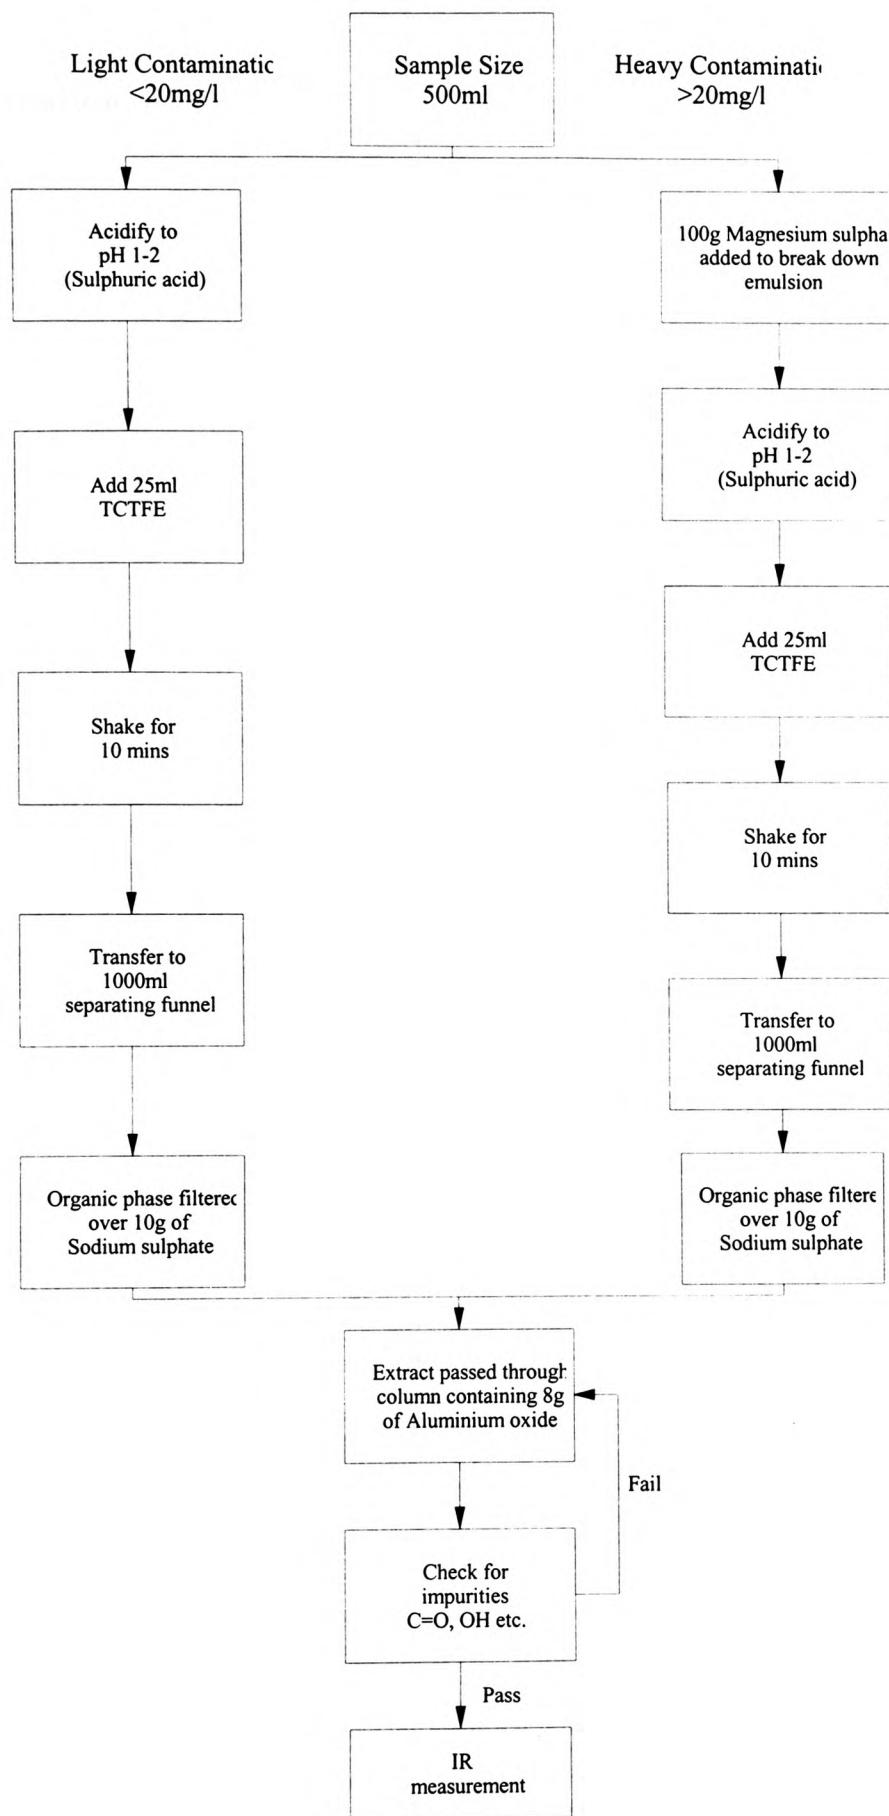 Light Contaminatic
<20mg/l
Sample Size
500ml
Heavy Contaminati
>20mg/l
Acidify to
pH 1-2
(Sulphuric acid)
Add 25ml
TCTFE
Shake for
10 mins
Transfer to
1000ml
separating funnel
Organic phase filterec
over 10g of
Sodium sulphate
100g Magnesium sulpha
added to break down
emulsion
Acidify to
pH 1-2
(Sulphuric acid)
Add 25ml
TCTFE
Shake for
10 mins
Transfer to
1000ml
separating funnel
Organic phase filtere
over 10g of
Sodium sulphate
Extract passed through
column containing 8g
of Aluminium oxide
Fail
Check for
impurities
C=O, OH etc.
Pass
IR
measurement